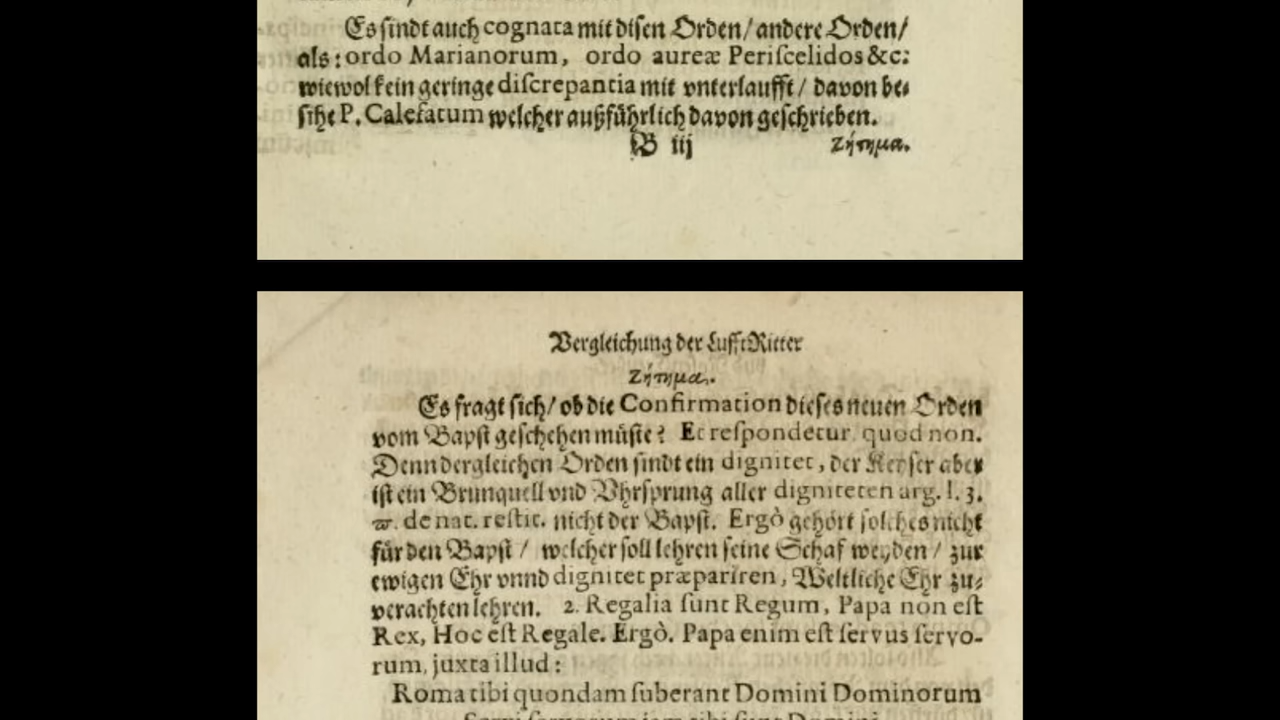 Es sindt auch cognata mit disen Orden / andere Orden /
als: ordo Marianorum, ordo aureæ Periſcelidos &c:
wiewol kein geringe diſcrepantia mit vnterlaufft / davon be-
sihe P. Calefatum welcher außführlich davon geschrieben.
B iij Ζήτημα.
Vergleichung der Lufft Ritter
Ζήτημα.
Es fragt sich / ob die Confirmation dieses neuen Orden
vom Bapst geschehen müste? Et reſpondetur quod non.
Denn dergleichen Orden sindt ein dignitet, der Keyser aber
ist ein Brunquell vnd Vhrsprung aller digniteten arg. l. 3.
de nat. reſtit. nicht der Bapst. Ergò gehört solches nicht
für den Bapst / welcher soll lehren seine Schaf weyden / zur
ewigen Ehr vnnd dignitet præpariren, Weltliche Ehr zu-
verachten lehren. 2. Regalia ſunt Regum, Papa non eſt
Rex, Hoc eſt Regale. Ergò. Papa enim eſt ſervus ſervo-
rum, juxta illud:
Roma tibi quondam ſuberant Domini Dominorum